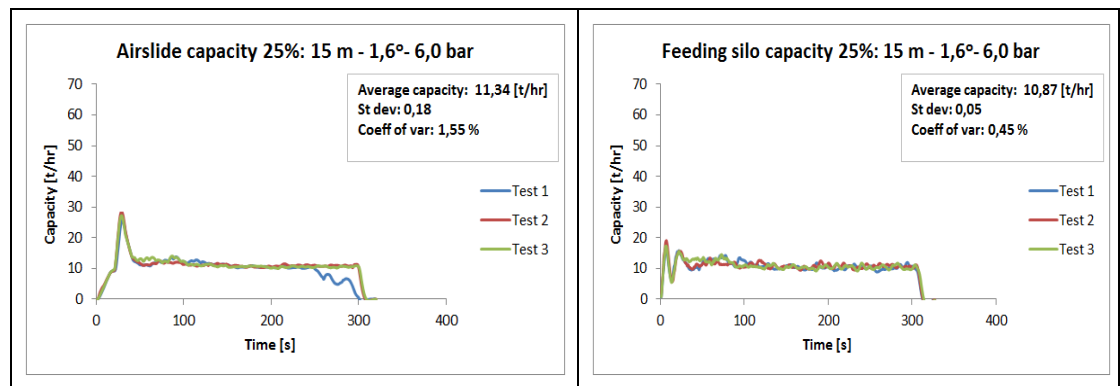 Airslide capacity 25%: 15 m - 1,6º- 6,0 bar
Average capacity: 11,34 [t/hr]
St dev: 0,18
Coeff of var: 1,55 %
Capacity [t/hr]
70
60
50
40
30
20
10
0
0 100 200 300 400
Time [s]
Test 1
Test 2
Test 3
Feeding silo capacity 25%: 15 m - 1,6º- 6,0 bar
Average capacity: 10,87 [t/hr]
St dev: 0,05
Coeff of var: 0,45 %
Capacity [t/hr]
70
60
50
40
30
20
10
0
0 100 200 300 400
Time [s]
Test 1
Test 2
Test 3